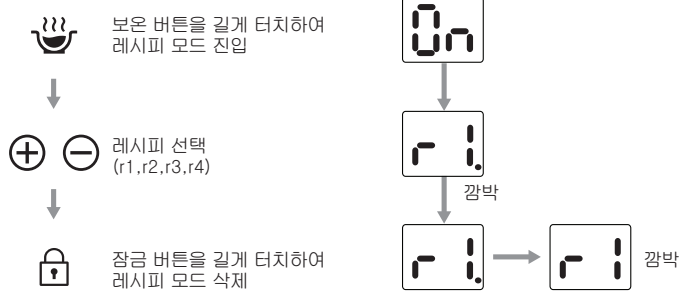 보온 버튼을 길게 터치하여
레시피 모드 진입
On
레시피 선택
(r1,r2,r3,r4)
r1.
깜박
잠금 버튼을 길게 터치하여
레시피 모드 삭제
r1.
r1
깜박